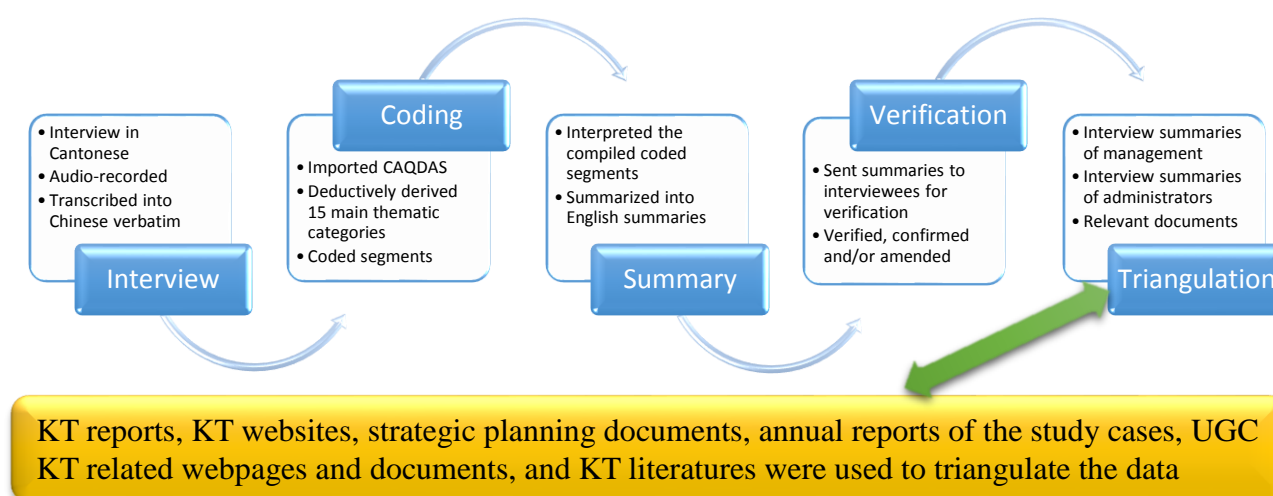 • Interview in
Cantonese
• Audio-recorded
• Transcribed into
Chinese verbatim
Interview
Coding
• Imported CAQDAS
• Deductively derived
15 main thematic
categories
• Coded segments
• Interpreted the
compiled coded
segments
• Summarized into
English summaries
Summary
Verification
• Sent summaries to
interviewees for
verification
• Verified, confirmed
and/or amended
• Interview summaries
of management
• Interview summaries
of administrators
• Relevant documents
Triangulation
KT reports, KT websites, strategic planning documents, annual reports of the study cases, UGC
KT related webpages and documents, and KT literatures were used to triangulate the data